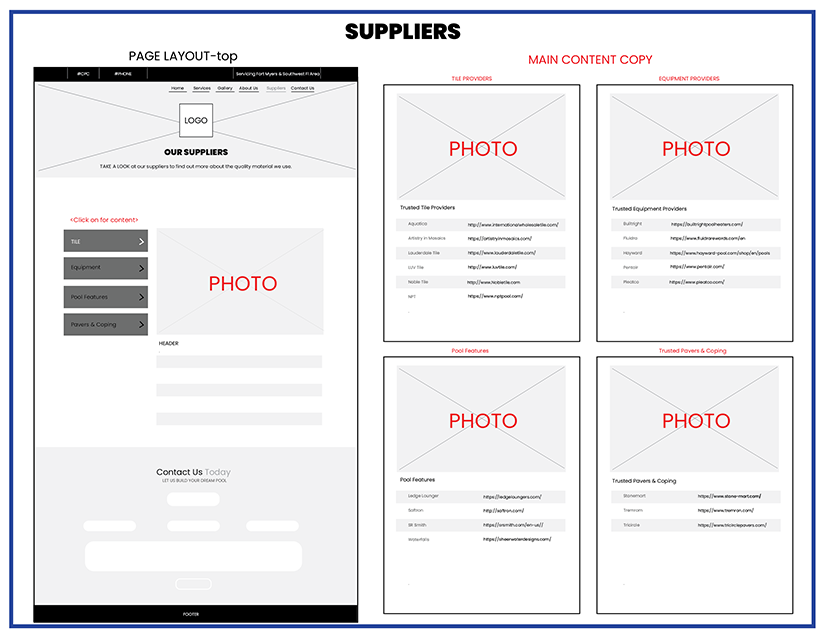 SUPPLIERS
PAGE LAYOUT-top
#CPC #PHONE Servicing Fort Myers & Southwest Fl Area
Home Services Gallery About Us Suppliers Contact Us
LOGO
OUR SUPPLIERS
TAKE A LOOK at our suppliers to find out more about the quality material we use.
<Click on for content>
TILE
Equipment
Pool Features
Pavers & Coping
PHOTO
HEADER
Contact Us Today
LET US BUILD YOUR DREAM POOL
FOOTER
MAIN CONTENT COPY
TILE PROVIDERS
PHOTO
Trusted Tile Providers
Aquatica http://www.internationalwholesaletile.com/
Artistry in Mosaics https://artistryinmosaics.com/
Lauderdale Tile https://www.lauderdaletile.com/
LUV Tile http://www.luvtile.com/
Noble Tile http://www.Nobletile.com
NPT https://www.nptpool.com/
EQUIPMENT PROVIDERS
PHOTO
Trusted Equipment Providers
Builtright https://builtrightpoolheaters.com/
Fluidra https://www.fluidrarewards.com/en
Hayward https://www.hayward-pool.com/shop/en/pools
Pentair https://www.pentair.com/
Pleatco https://www.pleatco.com/
Pool Features
PHOTO
Pool Features
Ledge Lounger https://ledgeloungers.com/
Saftron http://saftron.com/
SR Smith https://srsmith.com/en-us//
Waterfalls https://sheerwaterdesigns.com/
Trusted Pavers & Coping
PHOTO
Trusted Pavers & Coping
Stonemart https://www.stone-mart.com/
Tremron https://www.tremron.com/
Tricircle https://www.tricirclepavers.com/